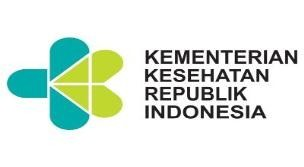 KEMENTERIAN
KESEHATAN
REPUBLIK
INDONESIA